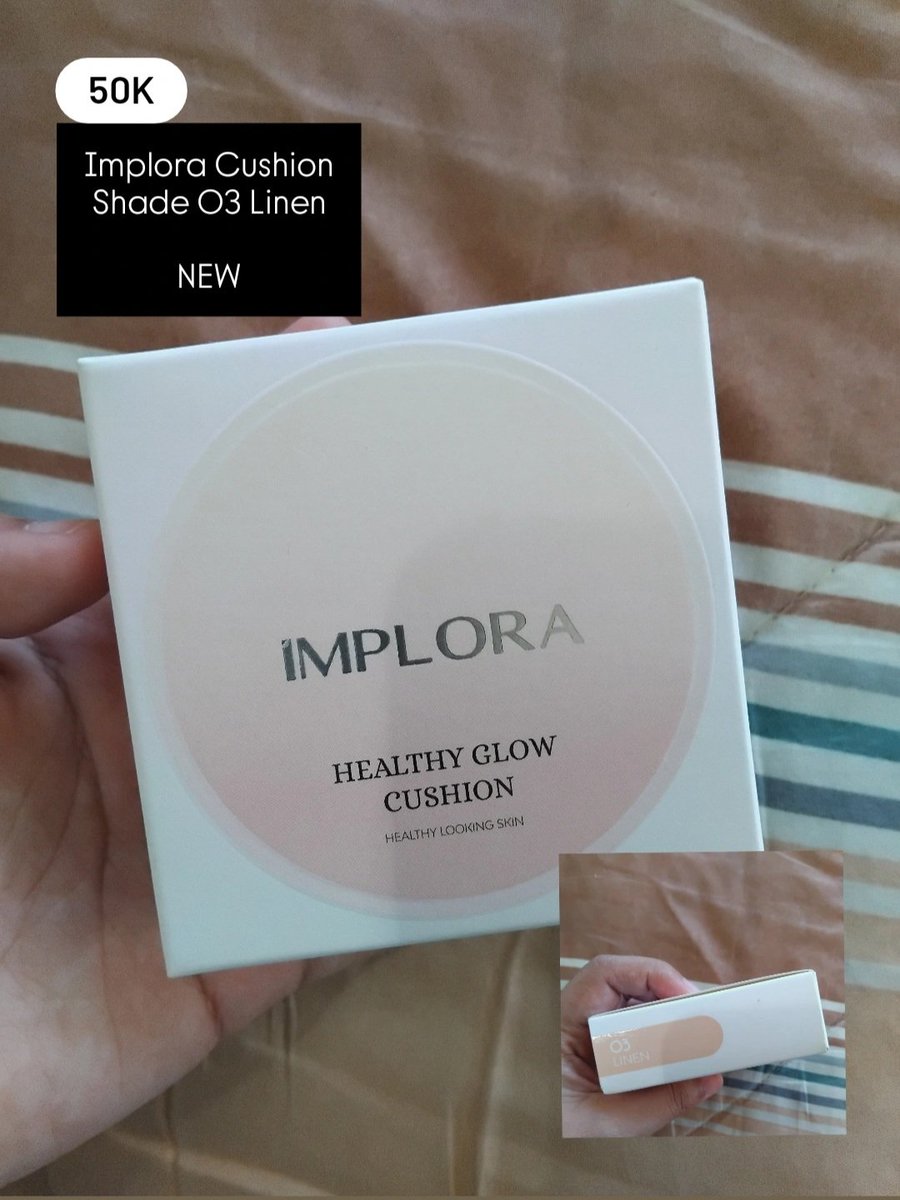 50K
Implora Cushion
Shade 03 Linen
NEW
IMPLORA
HEALTHY GLOW
CUSHION
HEALTHY LOOKING SKIN
03
LINEN